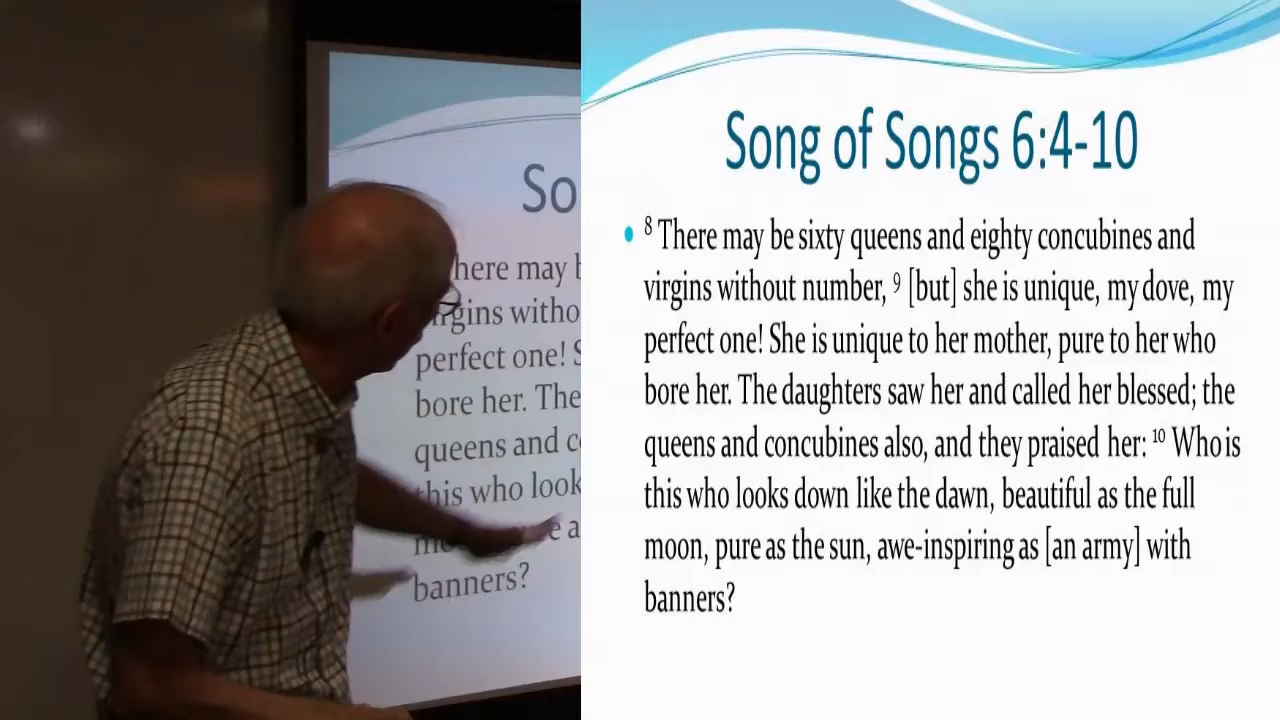 So
here may b
virgins witho
perfect one! S
bore her. The
queens and c
this who look
banners?
Song of Songs 6:4-10
• ⁸ There may be sixty queens and eighty concubines and
virgins without number, ⁹ [but] she is unique, my dove, my
perfect one! She is unique to her mother, pure to her who
bore her. The daughters saw her and called her blessed; the
queens and concubines also, and they praised her: ¹⁰ Who is
this who looks down like the dawn, beautiful as the full
moon, pure as the sun, awe-inspiring as [an army] with
banners?